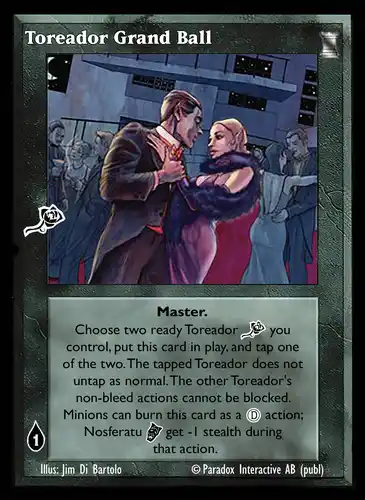 Toreador Grand Ball
Master.
Choose two ready Toreador you
control, put this card in play, and tap one
of the two. The tapped Toreador does not
untap as normal. The other Toreador's
non-bleed actions cannot be blocked.
Minions can burn this card as a D action;
Nosferatu get -1 stealth during
that action.
1
Illus: Jim Di Bartolo © Paradox Interactive AB (publ)